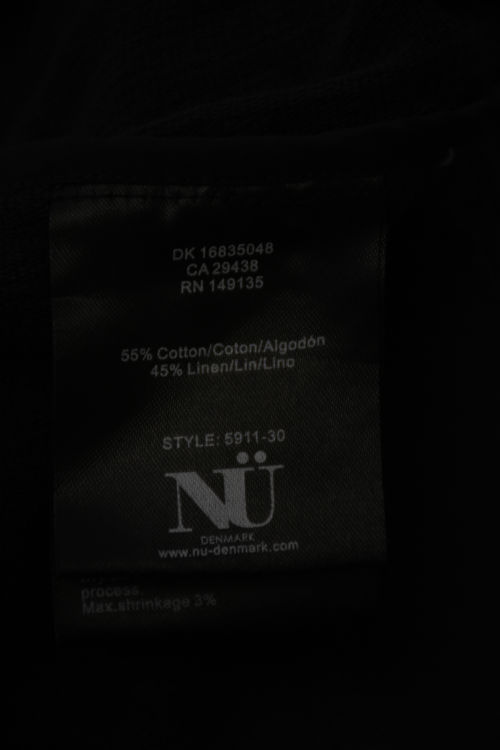 DK 16835048
CA 29438
RN 149135
55% Cotton/Coton/Algodón
45% Linen/Lin/Lino
STYLE: 5911-30
NÜ
DENMARK
www.nu-denmark.com
process.
Max.shrinkage 3%